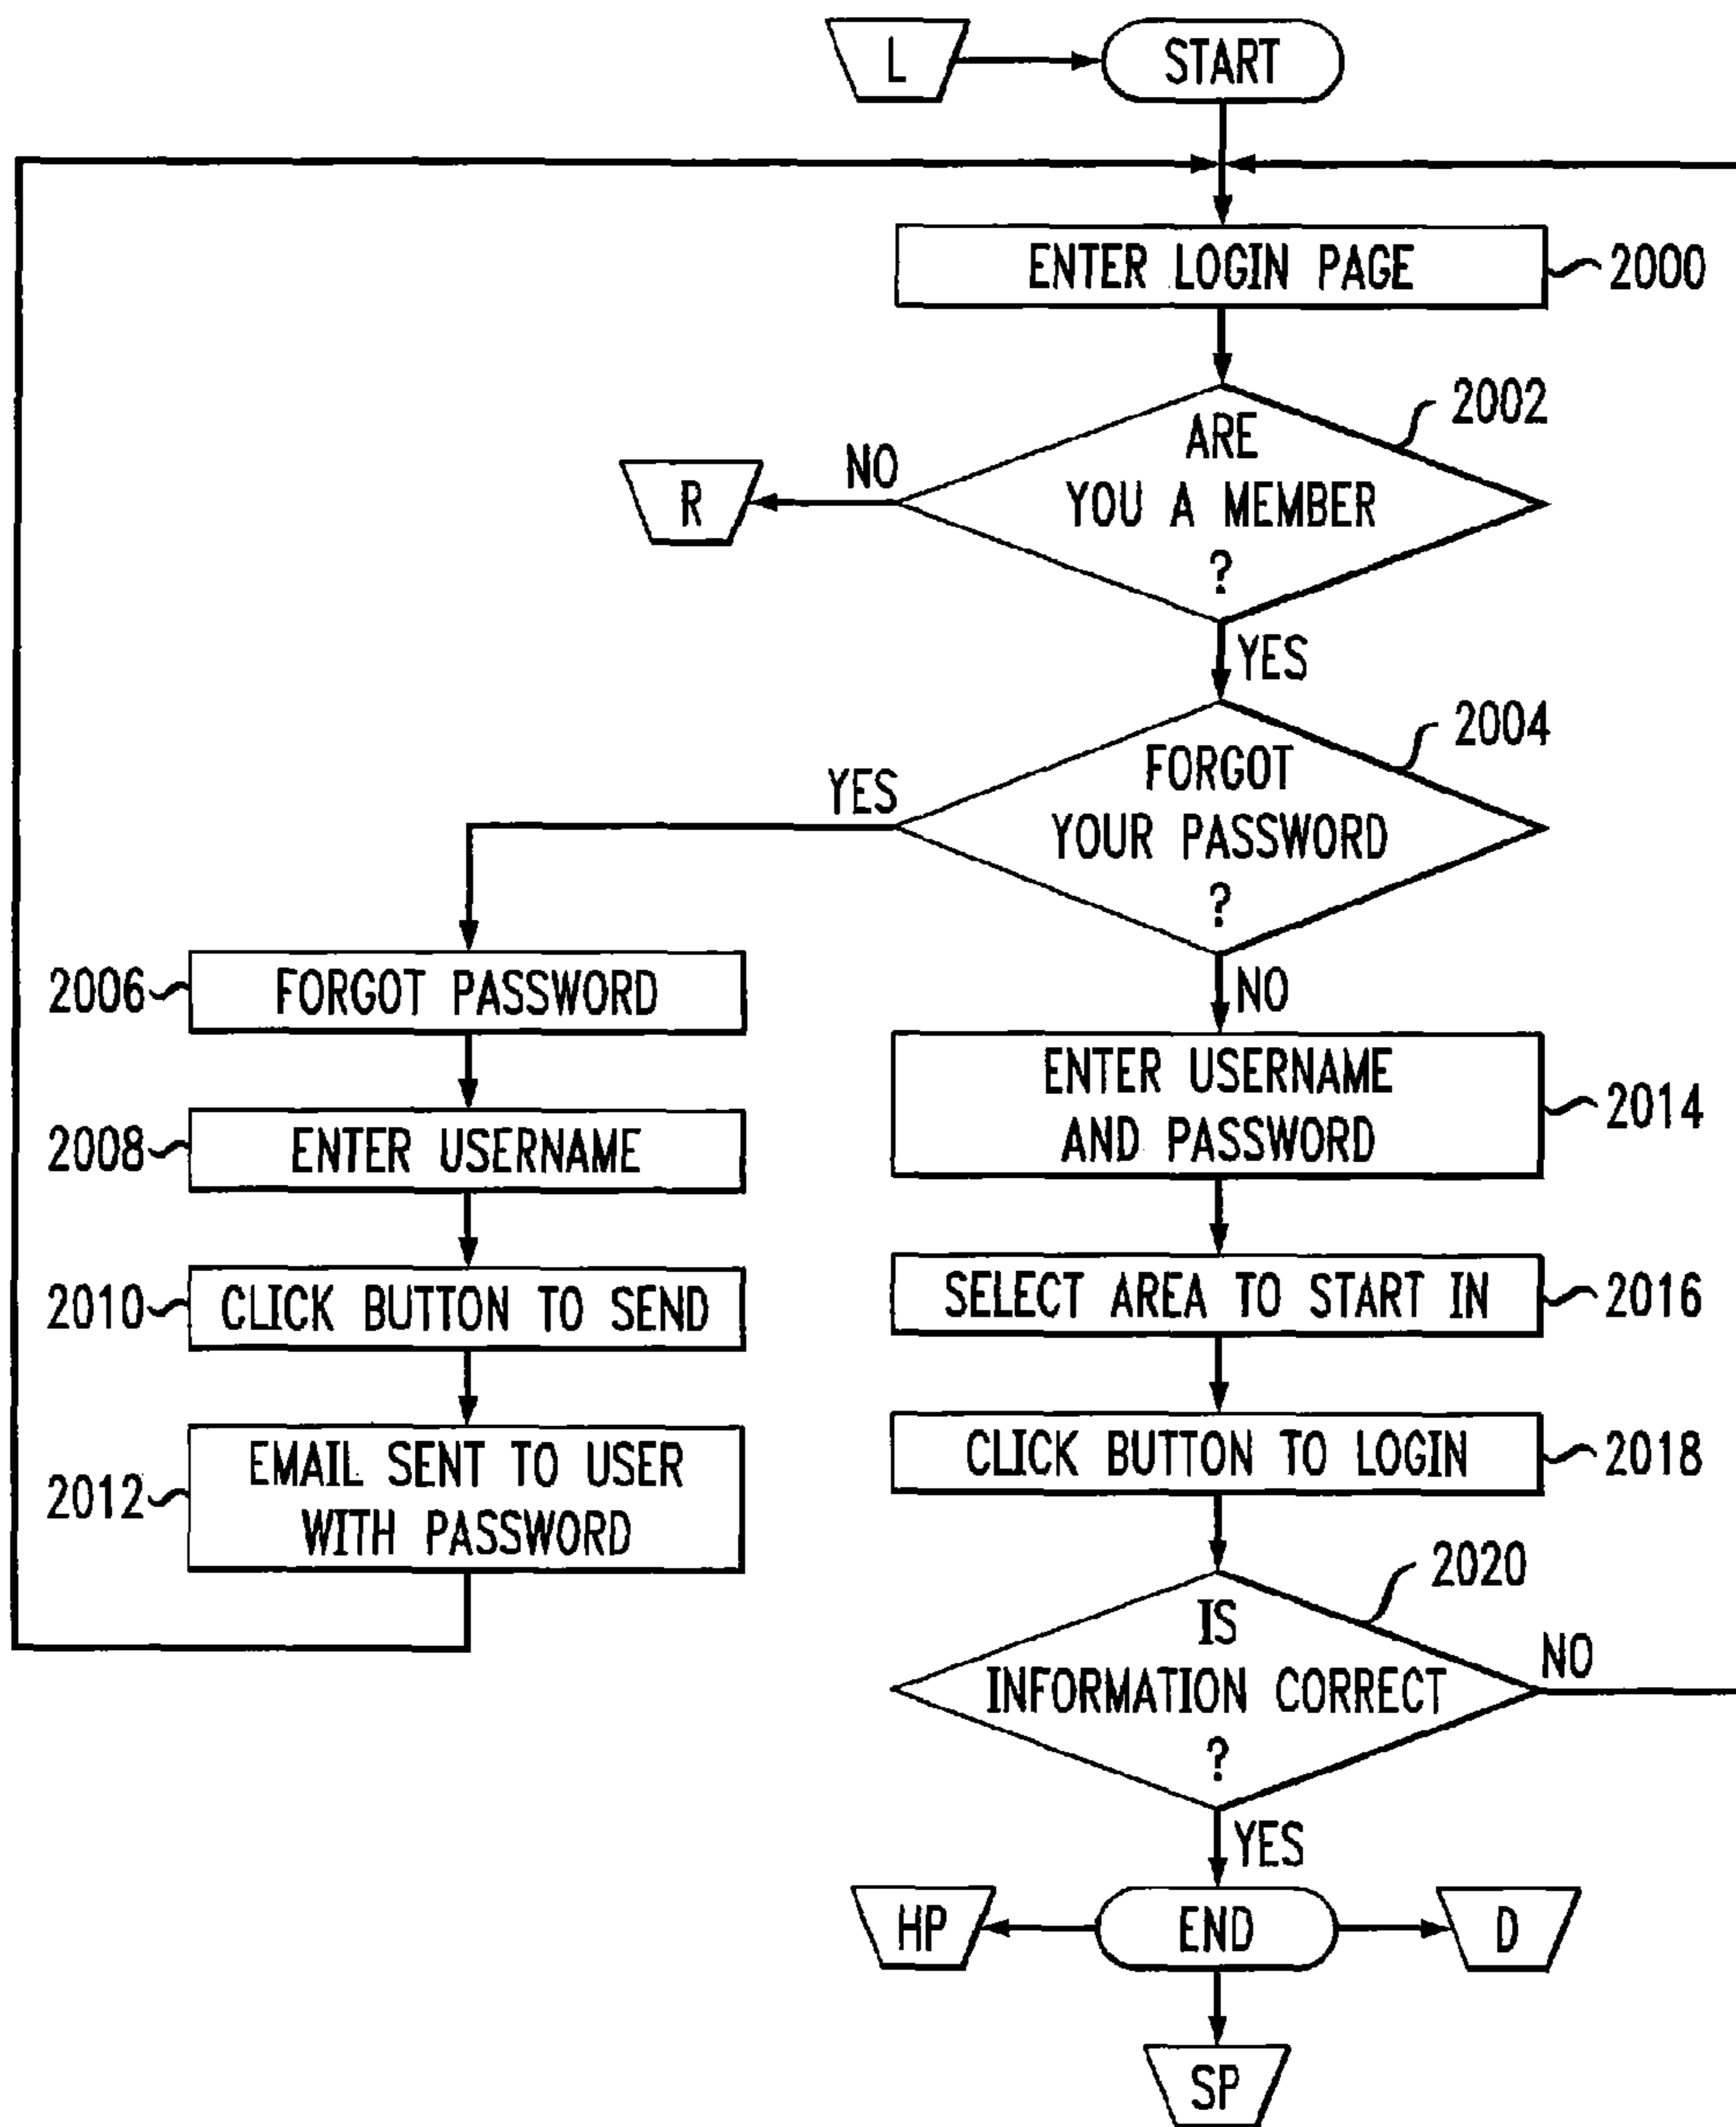 L
START
ENTER LOGIN PAGE
2000
2002
ARE
YOU A MEMBER
?
NO
R
YES
2004
FORGOT
YOUR PASSWORD
?
YES
NO
2006
FORGOT PASSWORD
2008
ENTER USERNAME
2010
CLICK BUTTON TO SEND
2012
EMAIL SENT TO USER
WITH PASSWORD
ENTER USERNAME
AND PASSWORD
2014
SELECT AREA TO START IN
2016
CLICK BUTTON TO LOGIN
2018
2020
IS
INFORMATION CORRECT
?
NO
YES
HP
END
D
SP